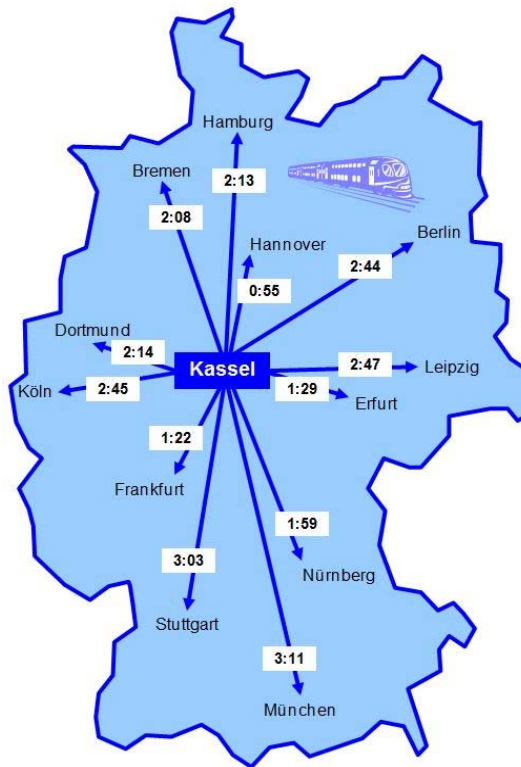 Hamburg
2:13
Bremen
2:08
Hannover
0:55
Berlin
2:44
Dortmund
2:14
Kassel
2:47
Leipzig
Köln
2:45
1:29
Erfurt
1:22
Frankfurt
1:59
Nürnberg
3:03
Stuttgart
3:11
München